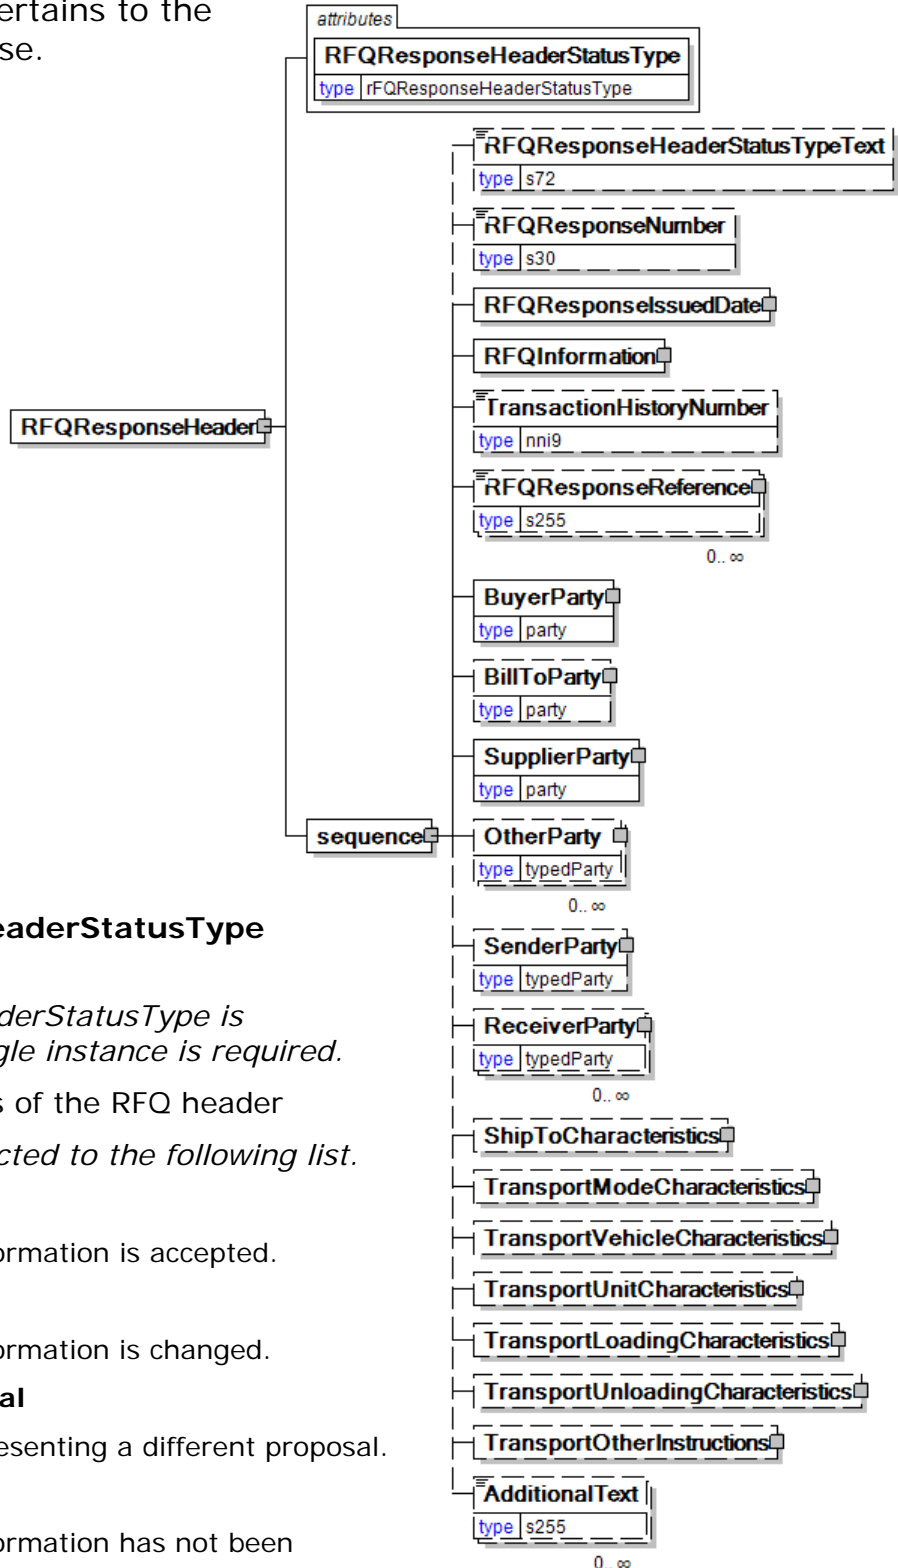 ertains to the
se.
attributes
RFQResponseHeaderStatusType
type rFQResponseHeaderStatusType
RFQResponseHeaderStatusTypeText
type s72
RFQResponseNumber
type s30
RFQResponseIssuedDate
RFQInformation
TransactionHistoryNumber
type nni9
RFQResponseHeader
RFQResponseReference
type s255
0..∞
BuyerParty
type party
BillToParty
type party
SupplierParty
type party
sequence
OtherParty
type typedParty
0..∞
SenderParty
type typedParty
ReceiverParty
type typedParty
0..∞
ShipToCharacteristics
TransportModeCharacteristics
TransportVehicleCharacteristics
TransportUnitCharacteristics
TransportLoadingCharacteristics
TransportUnloadingCharacteristics
TransportOtherInstructions
AdditionalText
type s255
0..∞
eaderStatusType
derStatusType is
gle instance is required.
s of the RFQ header
cted to the following list.
ormation is accepted.
ormation is changed.
al
esenting a different proposal.
ormation has not been